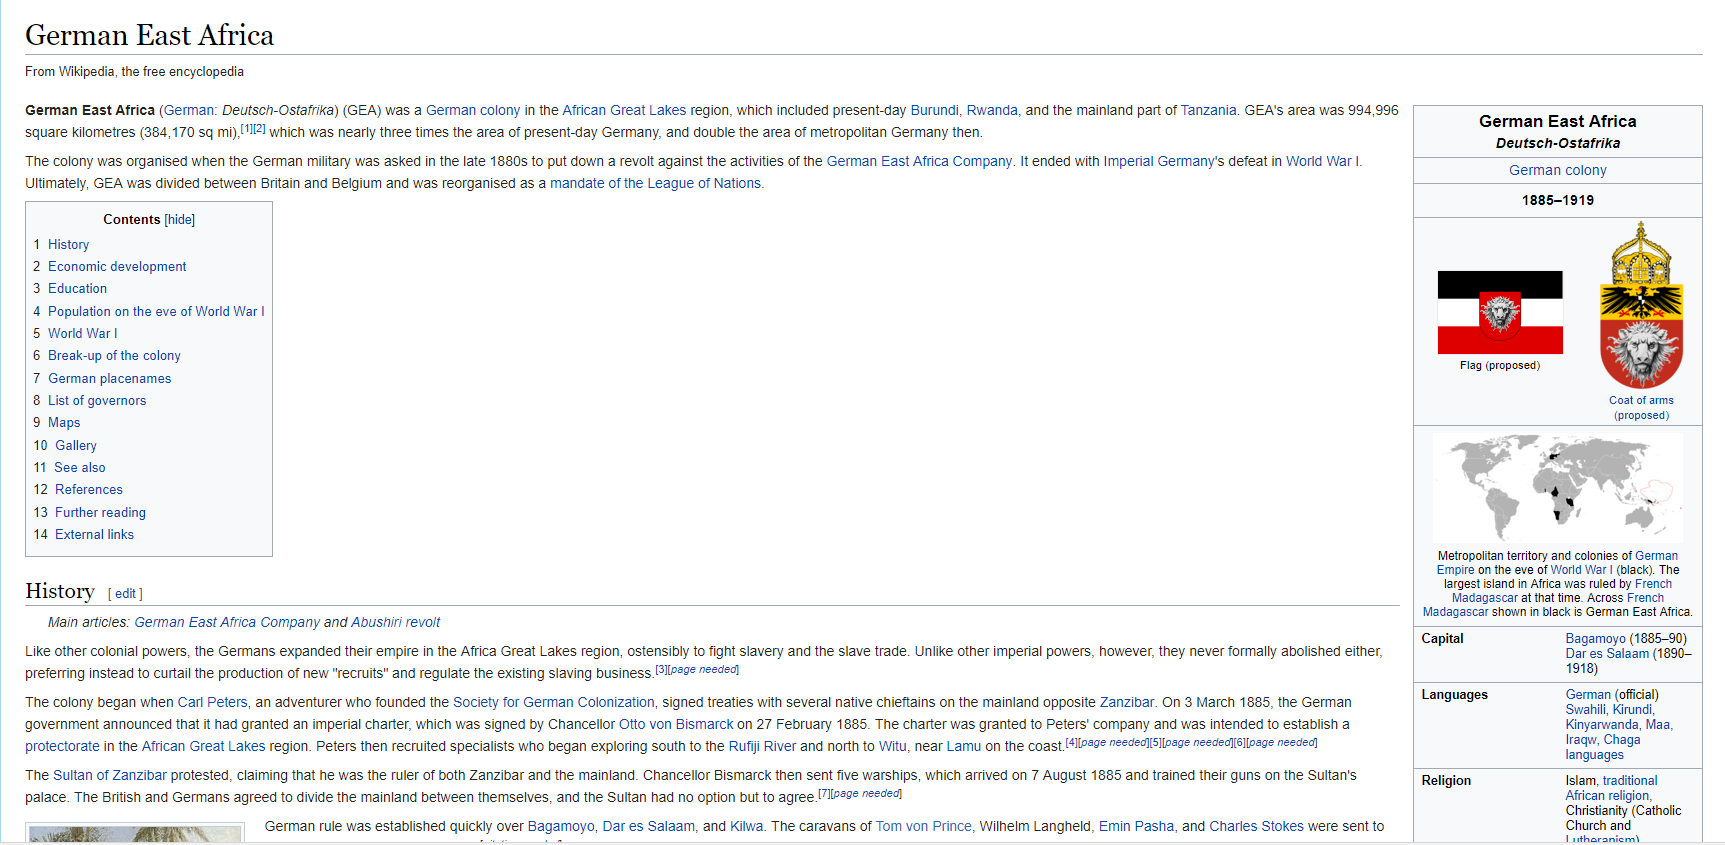 German East Africa
From Wikipedia, the free encyclopedia
German East Africa (German: Deutsch-Ostafrika) (GEA) was a German colony in the African Great Lakes region, which included present-day Burundi, Rwanda, and the mainland part of Tanzania. GEA's area was 994,996
square kilometres (384,170 sq mi),[1][2] which was nearly three times the area of present-day Germany, and double the area of metropolitan Germany then.
The colony was organised when the German military was asked in the late 1880s to put down a revolt against the activities of the German East Africa Company. It ended with Imperial Germany's defeat in World War I.
Ultimately, GEA was divided between Britain and Belgium and was reorganised as a mandate of the League of Nations.
Contents [hide]
1 History
2 Economic development
3 Education
4 Population on the eve of World War I
5 World War I
6 Break-up of the colony
7 German placenames
8 List of governors
9 Maps
10 Gallery
11 See also
12 References
13 Further reading
14 External links
History [ edit ]
Main articles: German East Africa Company and Abushiri revolt
Like other colonial powers, the Germans expanded their empire in the Africa Great Lakes region, ostensibly to fight slavery and the slave trade. Unlike other imperial powers, however, they never formally abolished either,
preferring instead to curtail the production of new "recruits" and regulate the existing slaving business.[3][page needed]
The colony began when Carl Peters, an adventurer who founded the Society for German Colonization, signed treaties with several native chieftains on the mainland opposite Zanzibar. On 3 March 1885, the German
government announced that it had granted an imperial charter, which was signed by Chancellor Otto von Bismarck on 27 February 1885. The charter was granted to Peters' company and was intended to establish a
protectorate in the African Great Lakes region. Peters then recruited specialists who began exploring south to the Rufiji River and north to Witu, near Lamu on the coast.[4][page needed][5][page needed][6][page needed]
The Sultan of Zanzibar protested, claiming that he was the ruler of both Zanzibar and the mainland. Chancellor Bismarck then sent five warships, which arrived on 7 August 1885 and trained their guns on the Sultan's
palace. The British and Germans agreed to divide the mainland between themselves, and the Sultan had no option but to agree.[7][page needed]
German rule was established quickly over Bagamoyo, Dar es Salaam, and Kilwa. The caravans of Tom von Prince, Wilhelm Langheld, Emin Pasha, and Charles Stokes were sent to
German East Africa
Deutsch-Ostafrika
German colony
1885–1919
Flag (proposed)
Coat of arms
(proposed)
Metropolitan territory and colonies of German
Empire on the eve of World War I (black). The
largest island in Africa was ruled by French
Madagascar at that time. Across French
Madagascar shown in black is German East Africa.
Capital Bagamoyo (1885–90)
Dar es Salaam (1890–
1918)
Languages German (official)
Swahili, Kirundi,
Kinyarwanda, Maa,
Iraqw, Chaga
languages
Religion Islam, traditional
African religion,
Christianity (Catholic
Church and
Lutheranism)